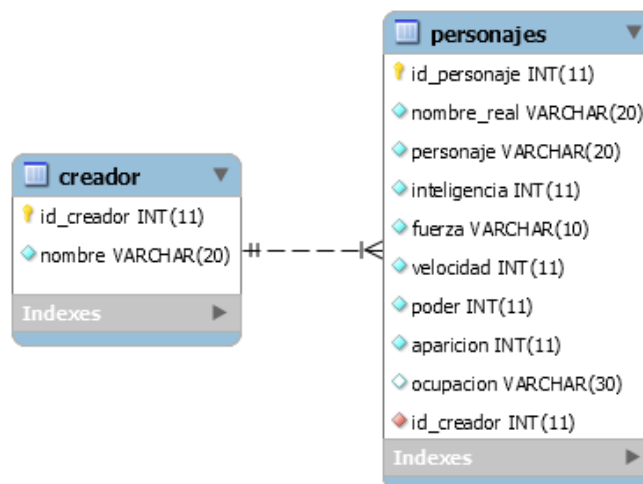 creador
id_creador INT(11)
nombre VARCHAR(20)
Indexes
personajes
id_personaje INT(11)
nombre_real VARCHAR(20)
personaje VARCHAR(20)
inteligencia INT(11)
fuerza VARCHAR(10)
velocidad INT(11)
poder INT(11)
aparicion INT(11)
ocupacion VARCHAR(30)
id_creador INT(11)
Indexes